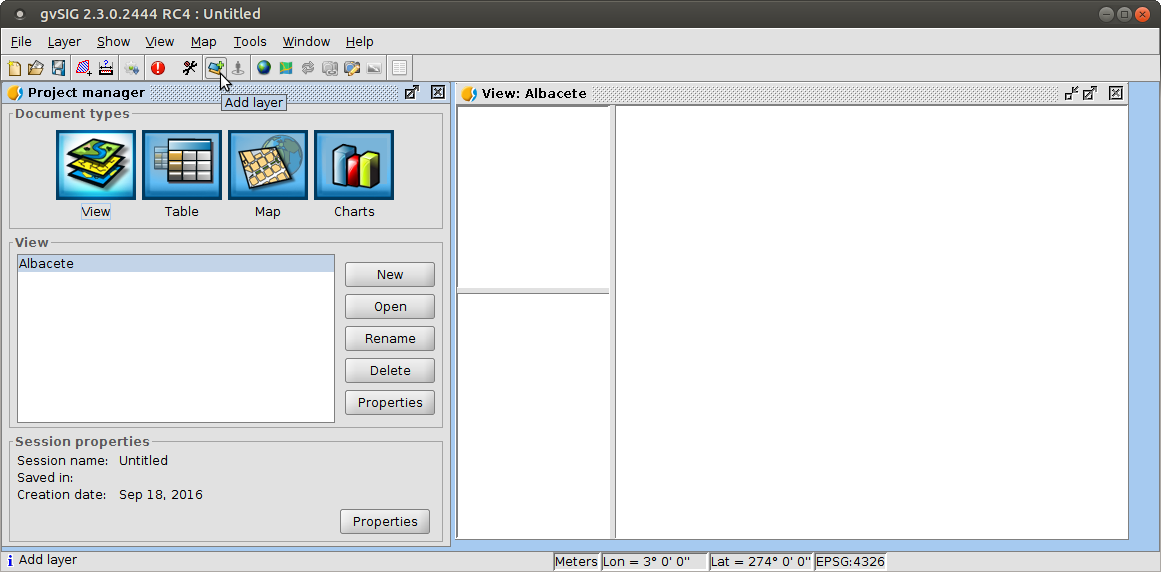 gvSIG 2.3.0.2444 RC4 : Untitled
File Layer Show View Map Tools Window Help
Add layer
Project manager
Document types
View Table Map Charts
View
Albacete
New
Open
Rename
Delete
Properties
Session properties
Session name: Untitled
Saved in:
Creation date: Sep 18, 2016
Properties
View: Albacete
Add layer
Meters Lon = 3° 0' 0" Lat = 274° 0' 0" EPSG:4326